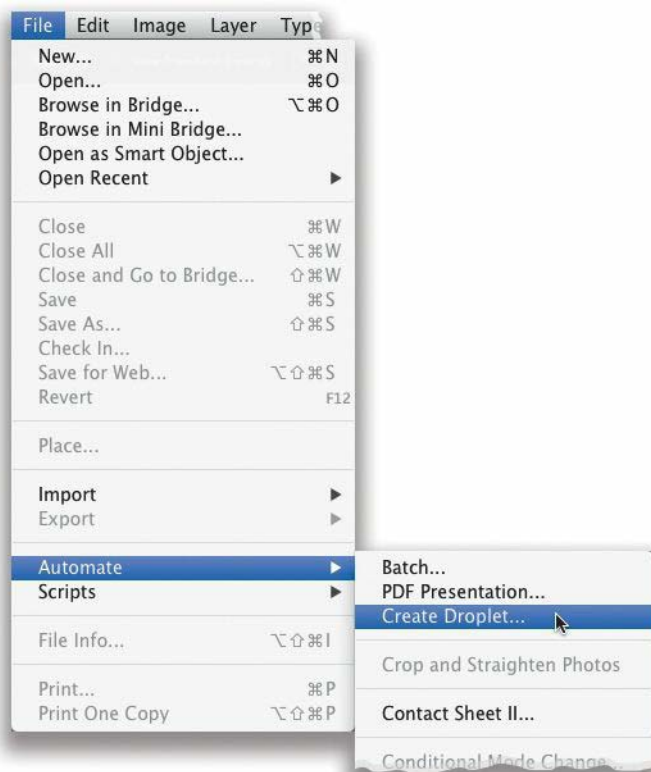 File Edit Image Layer Type
New... ⌘N
Open... ⌘O
Browse in Bridge... ⌥⌘O
Browse in Mini Bridge...
Open as Smart Object...
Open Recent ▶
Close ⌘W
Close All ⌥⌘W
Close and Go to Bridge... ⇧⌘W
Save ⌘S
Save As... ⇧⌘S
Check In...
Save for Web... ⌥⇧⌘S
Revert F12
Place...
Import ▶
Export ▶
Automate ▶
Scripts ▶
File Info... ⌥⇧⌘I
Print... ⌘P
Print One Copy ⌥⇧⌘P
Batch...
PDF Presentation...
Create Droplet...
Crop and Straighten Photos
Contact Sheet II...
Conditional Mode Change...